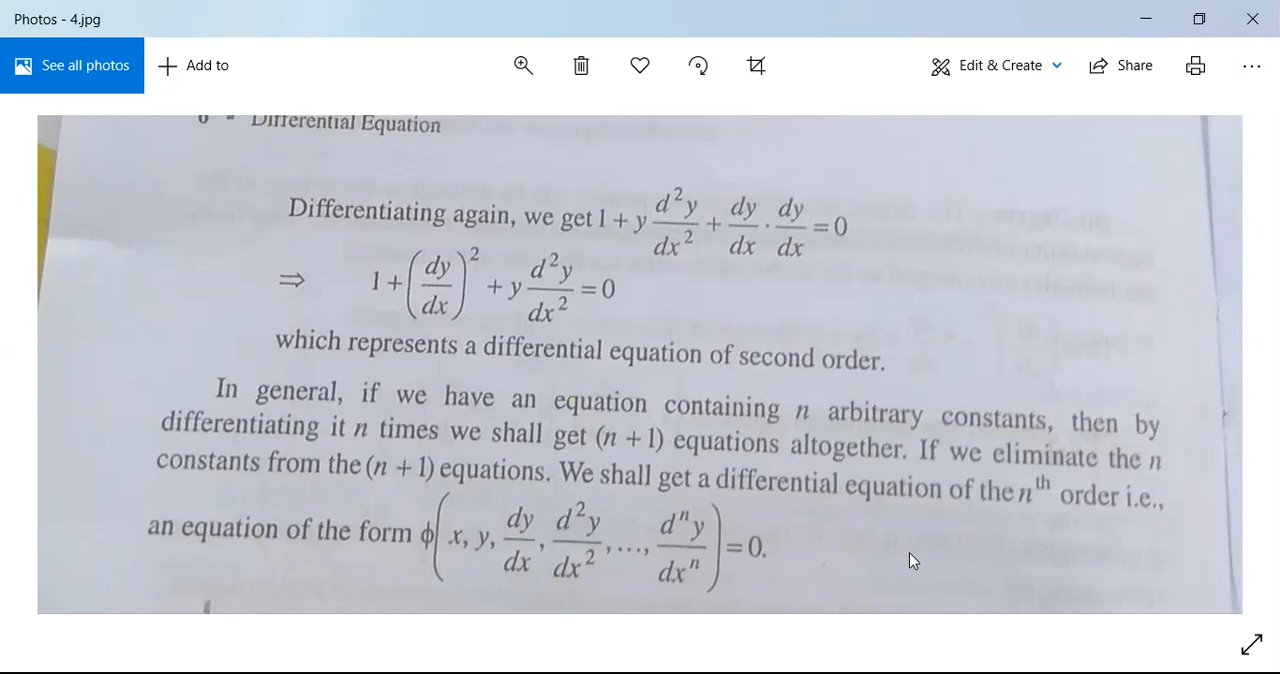 Photos - 4.jpg
See all photos
Add to
Edit & Create
Share
6 - Differential Equation
Differentiating again, we get 1 + y d²y/dx² + dy/dx · dy/dx = 0
⇒ 1 + (dy/dx)² + y d²y/dx² = 0
which represents a differential equation of second order.
In general, if we have an equation containing n arbitrary constants, then by
differentiating it n times we shall get (n + 1) equations altogether. If we eliminate the n
constants from the (n + 1) equations. We shall get a differential equation of the nᵗʰ order i.e.,
an equation of the form ϕ(x, y, dy/dx, d²y/dx², ..., dⁿy/dxⁿ) = 0.